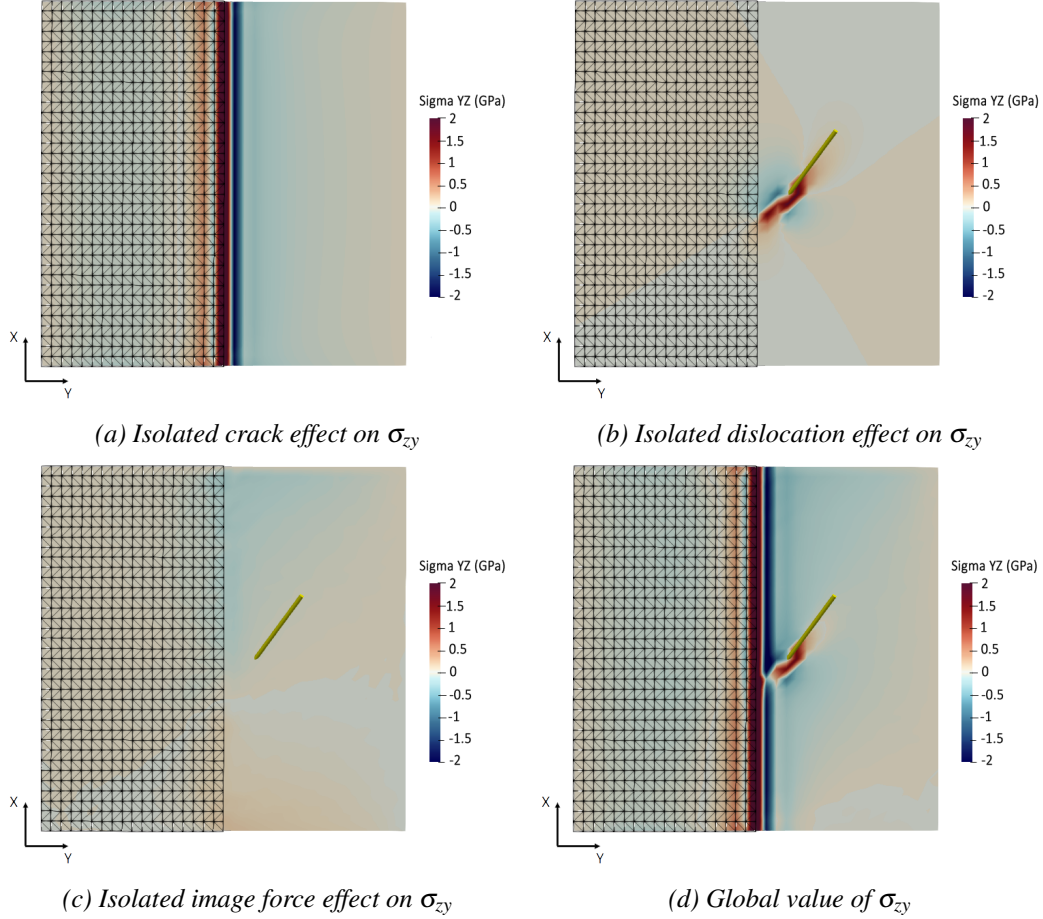 Sigma YZ (GPa)
2
1.5
1
0.5
0
-0.5
-1
-1.5
-2
X
Y
(a) Isolated crack effect on σzy
Sigma YZ (GPa)
2
1.5
1
0.5
0
-0.5
-1
-1.5
-2
X
Y
(b) Isolated dislocation effect on σzy
Sigma YZ (GPa)
2
1.5
1
0.5
0
-0.5
-1
-1.5
-2
X
Y
(c) Isolated image force effect on σzy
Sigma YZ (GPa)
2
1.5
1
0.5
0
-0.5
-1
-1.5
-2
X
Y
(d) Global value of σzy